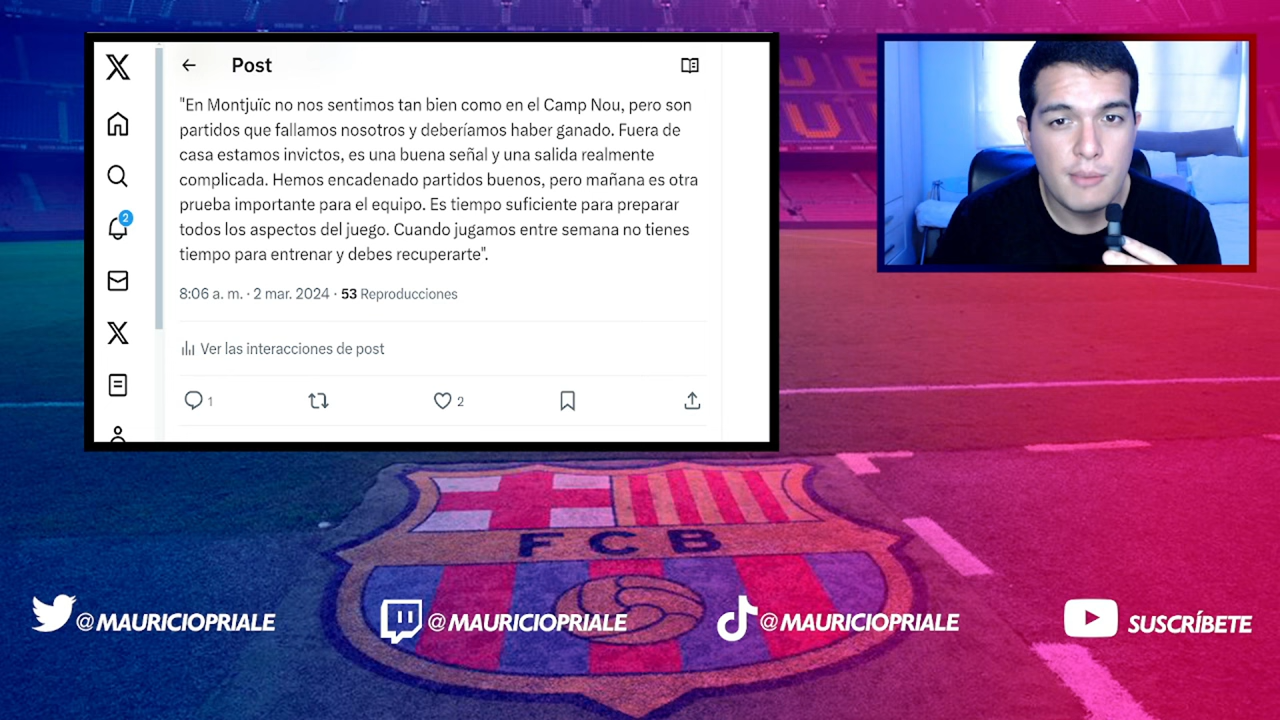 Post
"En Montjuïc no nos sentimos tan bien como en el Camp Nou, pero son
partidos que fallamos nosotros y deberíamos haber ganado. Fuera de
casa estamos invictos, es una buena señal y una salida realmente
complicada. Hemos encadenado partidos buenos, pero mañana es otra
prueba importante para el equipo. Es tiempo suficiente para preparar
todos los aspectos del juego. Cuando jugamos entre semana no tienes
tiempo para entrenar y debes recuperarte".
8:06 a. m. · 2 mar. 2024 · 53 Reproducciones
2
Ver las interacciones de post
1
2
FCB
@MAURICIOPRIALE
@MAURICIOPRIALE
@MAURICIOPRIALE
SUSCRÍBETE